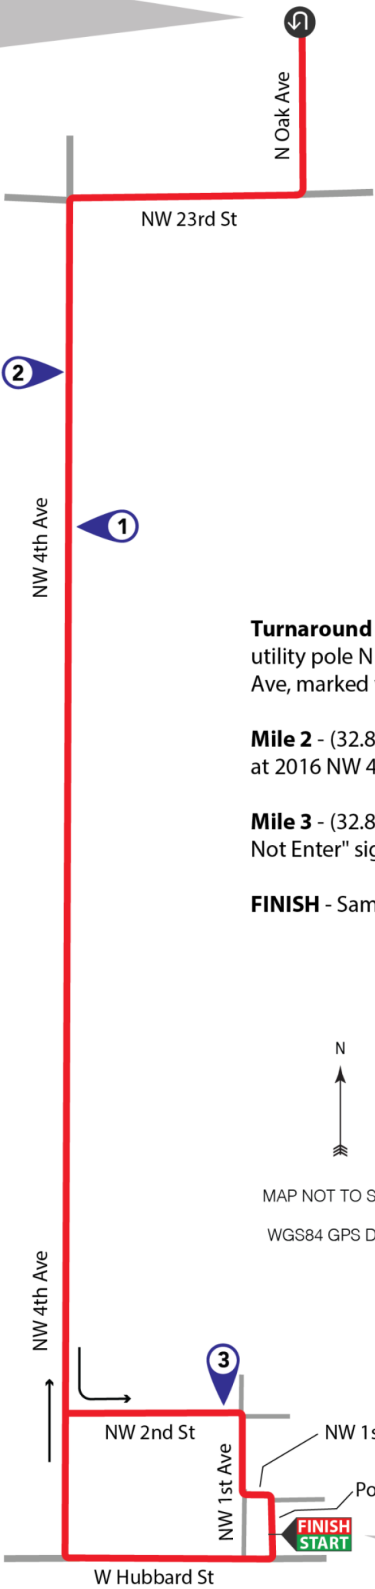 N Oak Ave
NW 23rd St
2
NW 4th Ave
1
Turnaround
utility pole N
Ave, marked
Mile 2 - (32.8
at 2016 NW 4
Mile 3 - (32.8
Not Enter" sig
FINISH - Sam
N
MAP NOT TO S
WGS84 GPS D
NW 4th Ave
3
NW 2nd St
NW 1st Ave
NW 1s
Po
FINISH
START
W Hubbard St